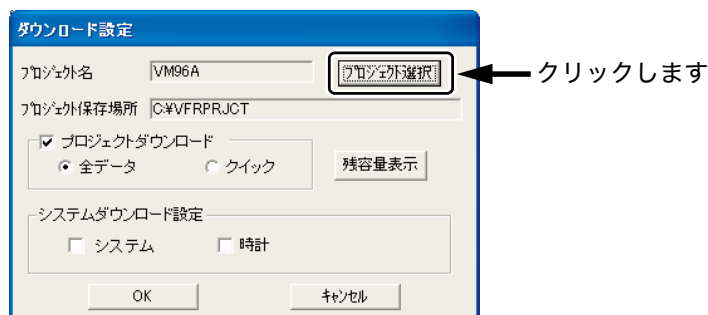 ダウンロード設定
ﾌﾟﾛｼﾞｪｸﾄ名 VM96A ﾌﾟﾛｼﾞｪｸﾄ選択 クリックします
ﾌﾟﾛｼﾞｪｸﾄ保存場所 C:¥VFRPRJCT
プロジェクトダウンロード
全データ クイック 残容量表示
システムダウンロード設定
システム 時計
OK ｷｬﾝｾﾙ